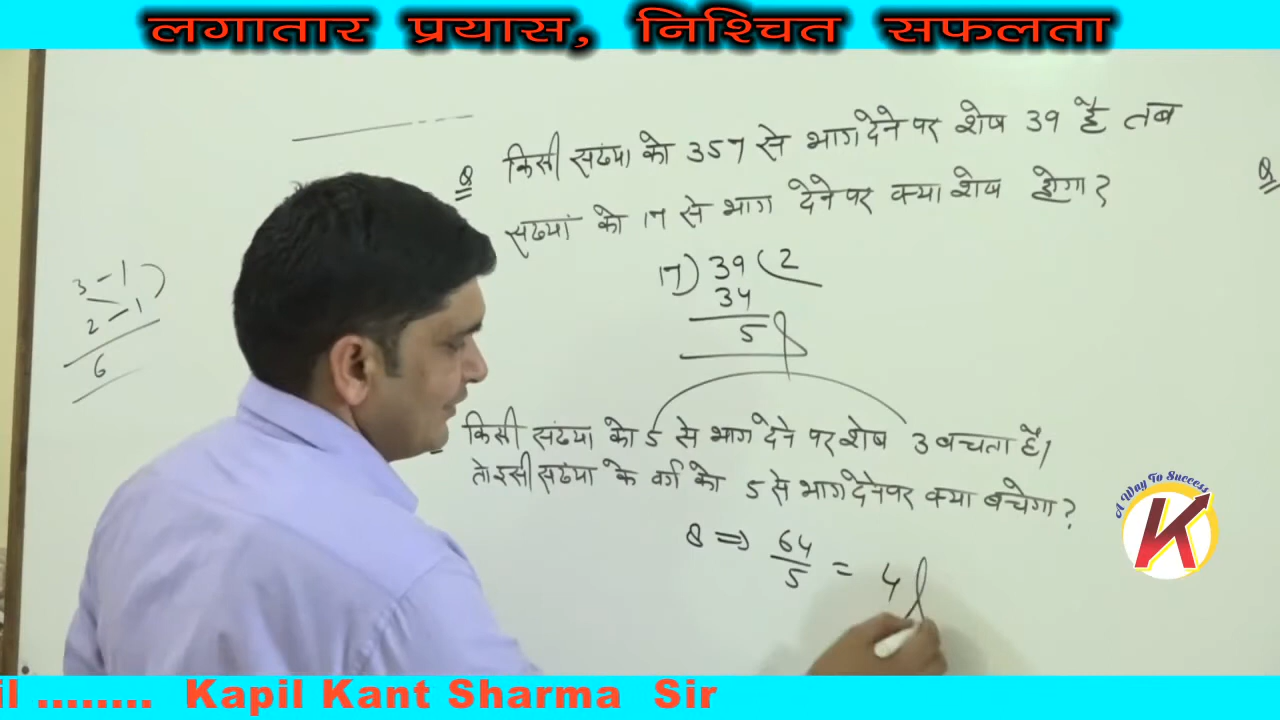 लगातार प्रयास, निश्चित सफलता
Q किसी संख्या को 357 से भाग देने पर शेष 39 है तब
संख्या को 17 से भाग देने पर क्या शेष होगा?
17) 39 ( 2
34
5
3 - 1
2 - 1
6
किसी संख्या को 5 से भाग देने पर शेष 3 बचता है।
तो इसी संख्या के वर्ग को 5 से भाग देने पर क्या बचेगा?
8 ⇒ 64/5 = 4
Q
A Way To Success
K
il ........ Kapil Kant Sharma Sir